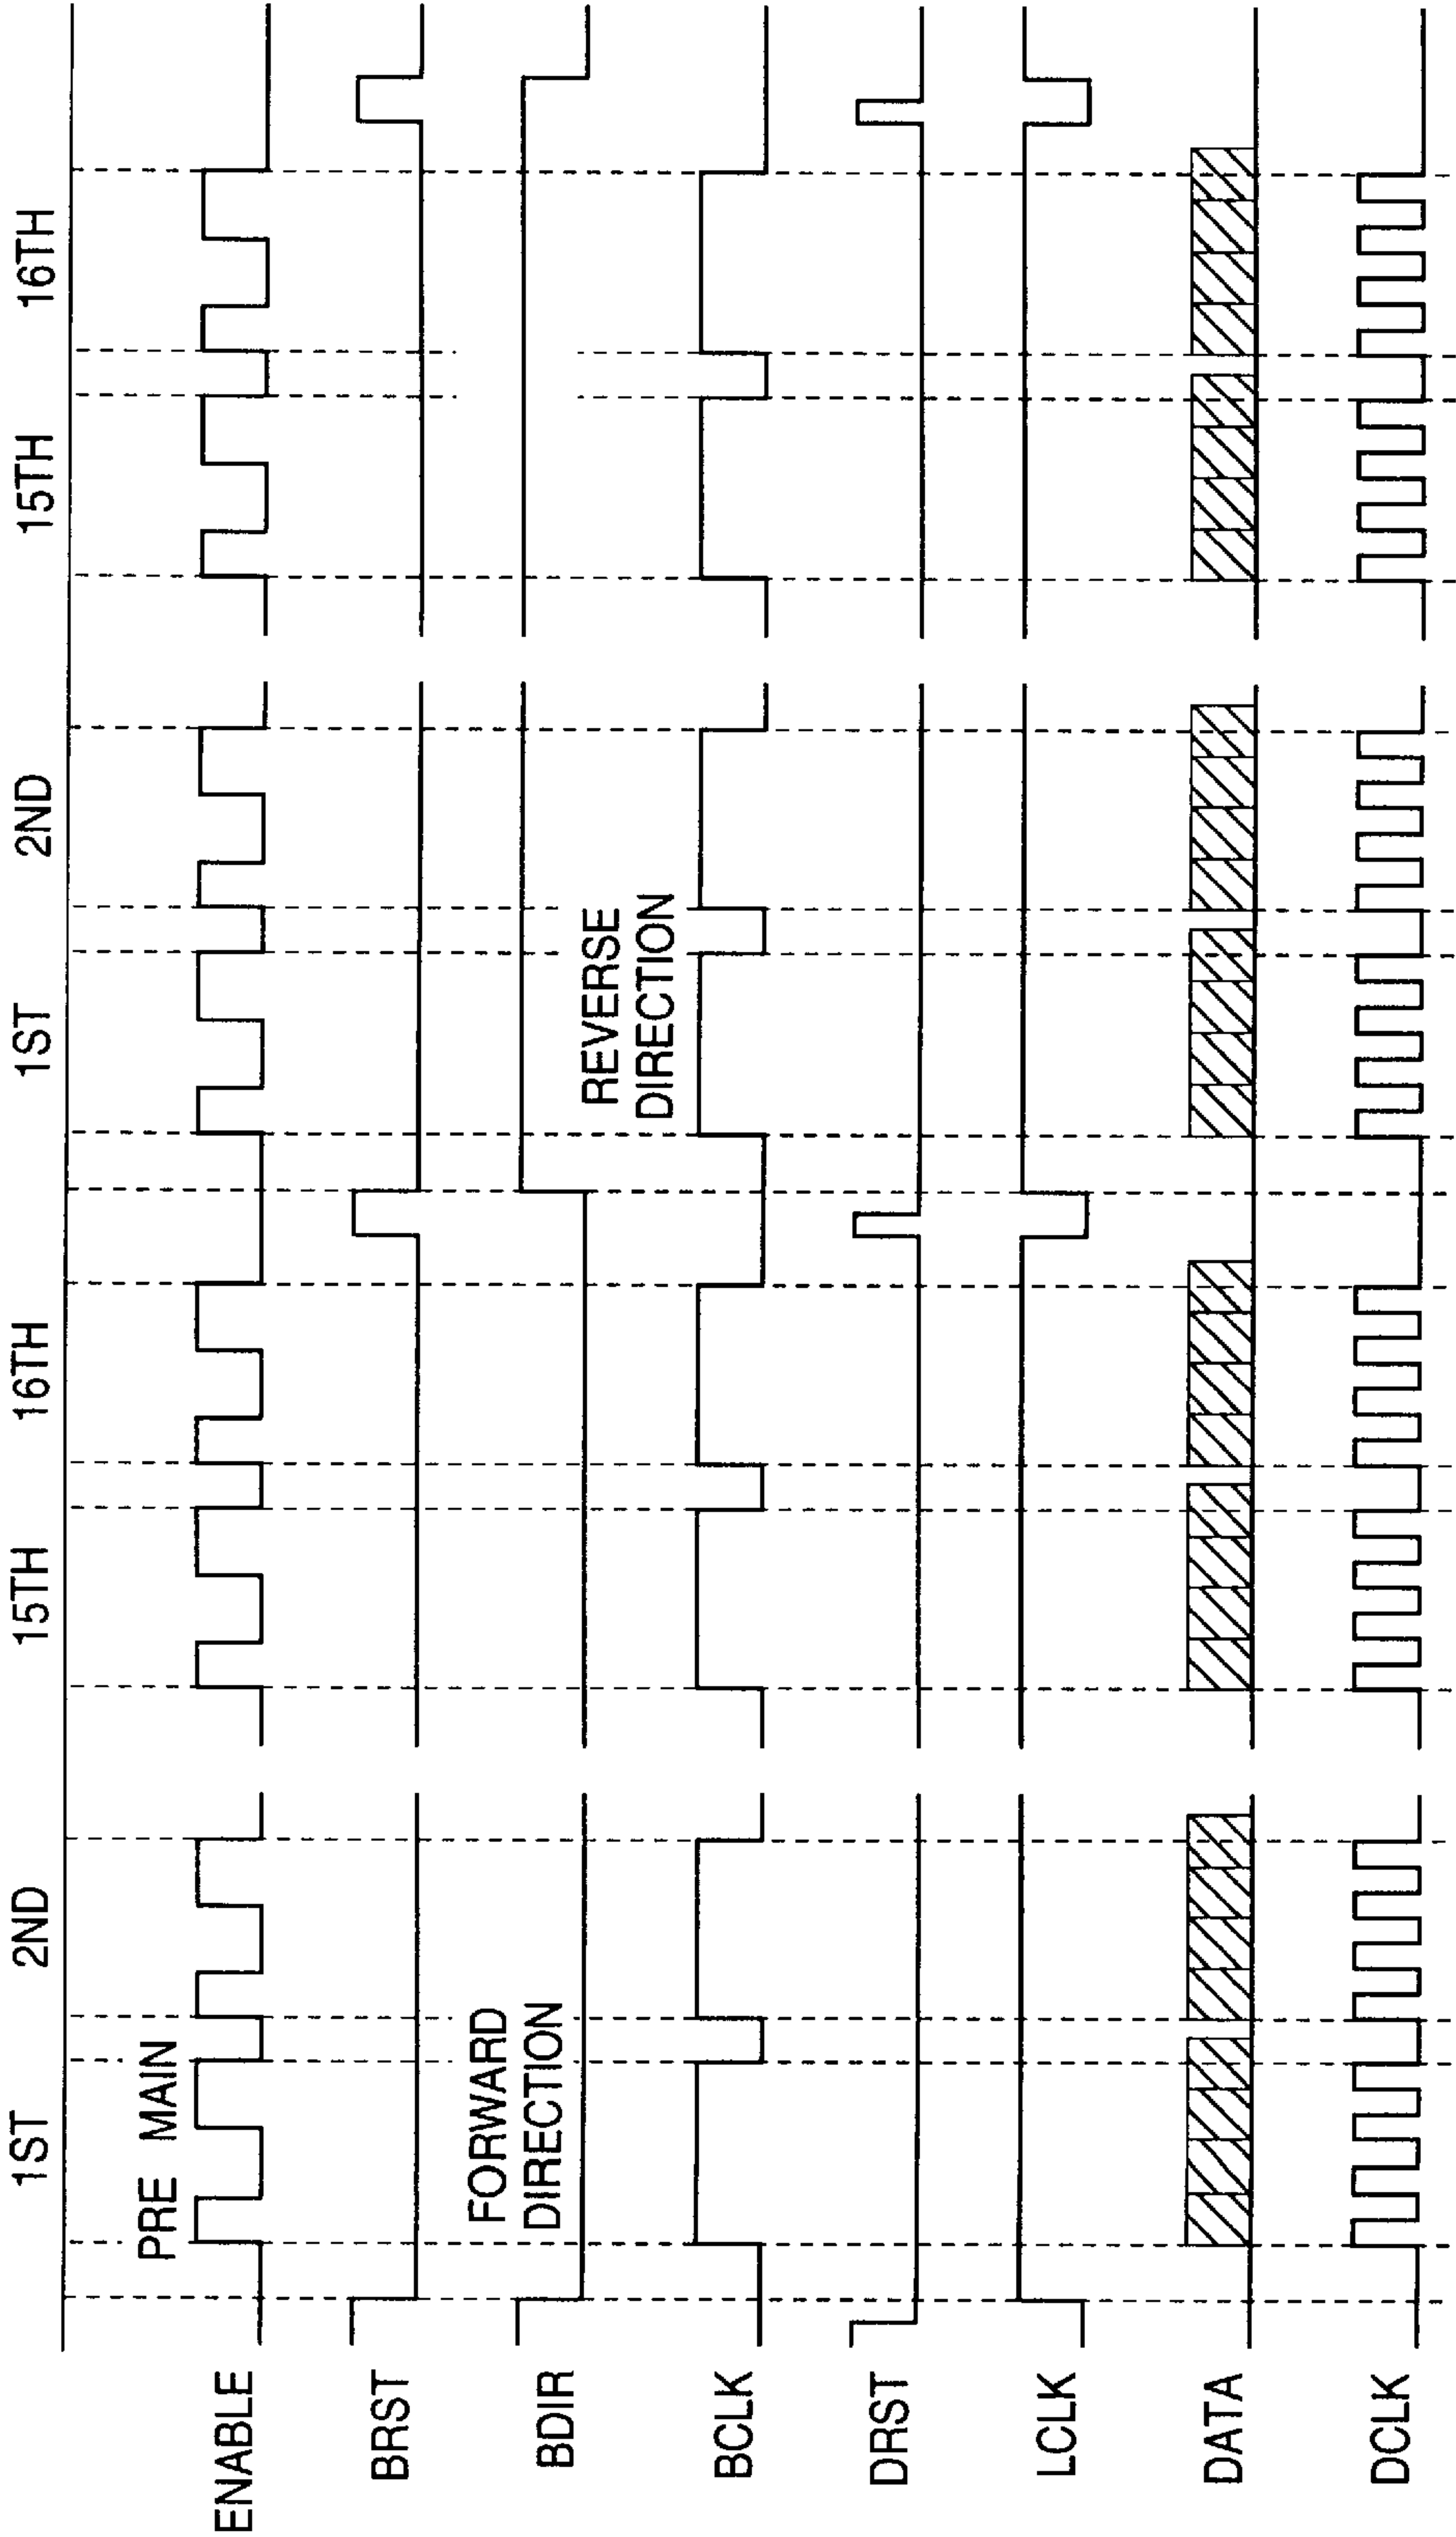 1ST
2ND
15TH
16TH
1ST
2ND
15TH
16TH
PRE MAIN
ENABLE
BRST
FORWARD
DIRECTION
BDIR
REVERSE
DIRECTION
BCLK
DRST
LCLK
DATA
DCLK